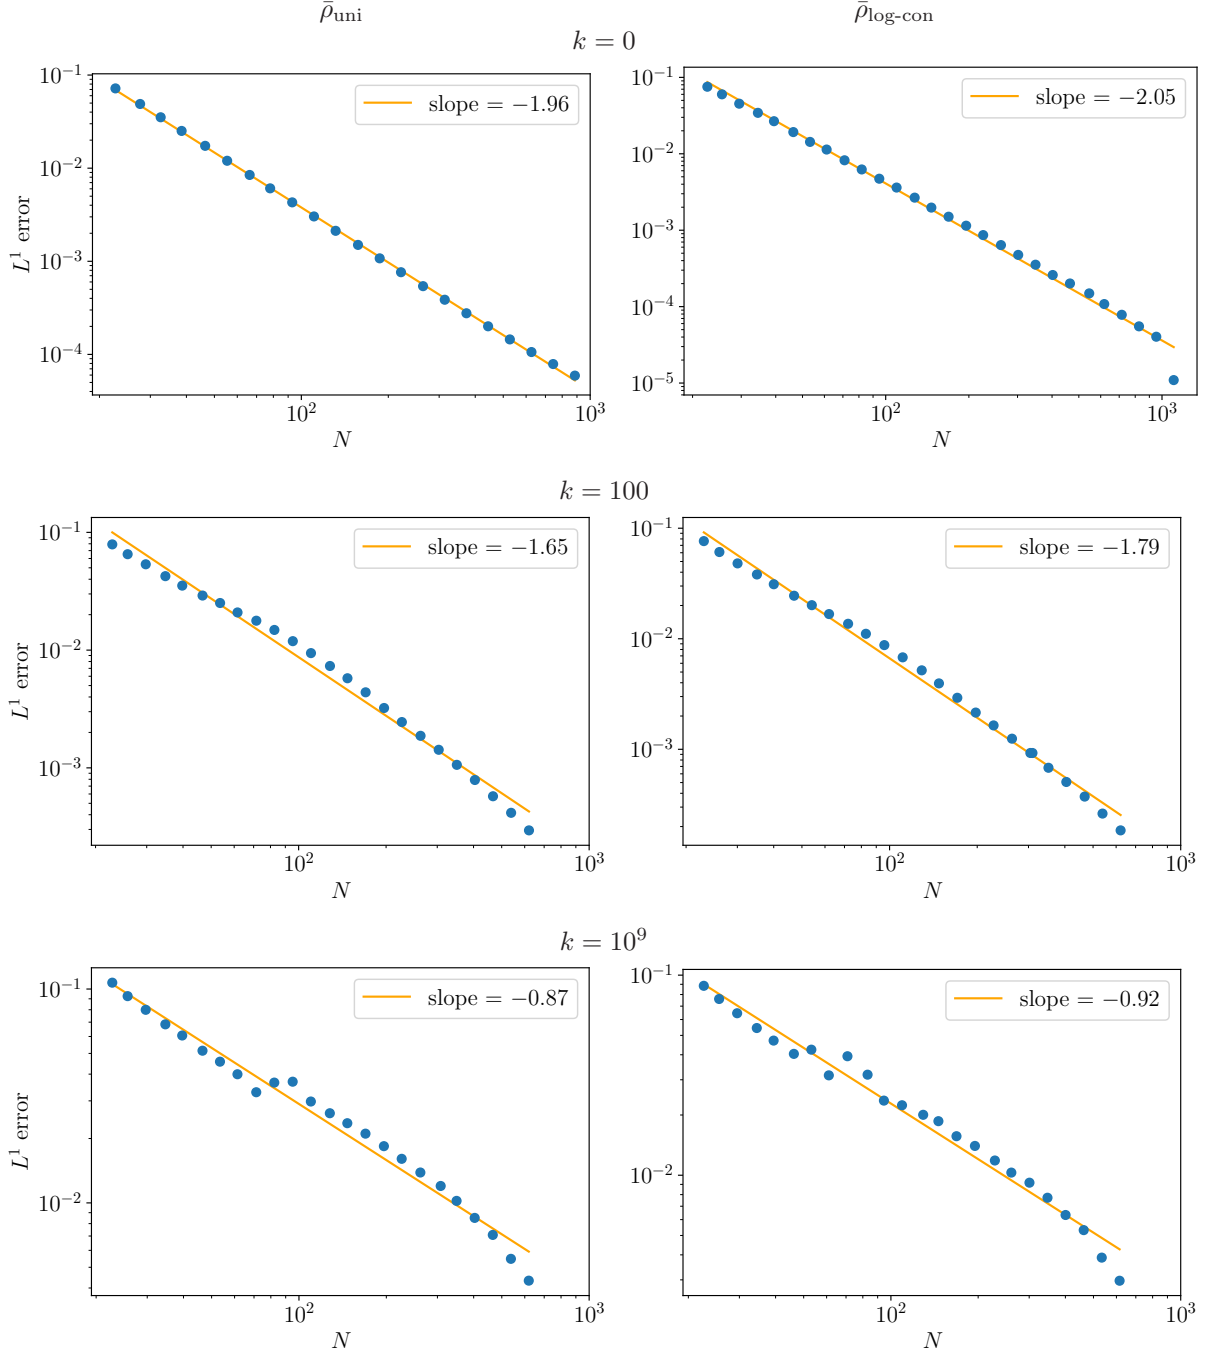 ρ̄uni ρ̄log-con
k = 0
10⁻¹ 10⁻² 10⁻³ 10⁻⁴
L¹ error
slope = −1.96
10² 10³
N
10⁻¹ 10⁻² 10⁻³ 10⁻⁴ 10⁻⁵
slope = −2.05
10² 10³
N
k = 100
10⁻¹ 10⁻² 10⁻³
L¹ error
slope = −1.65
10² 10³
N
10⁻¹ 10⁻² 10⁻³
slope = −1.79
10² 10³
N
k = 10⁹
10⁻¹ 10⁻²
L¹ error
slope = −0.87
10² 10³
N
10⁻¹ 10⁻²
slope = −0.92
10² 10³
N